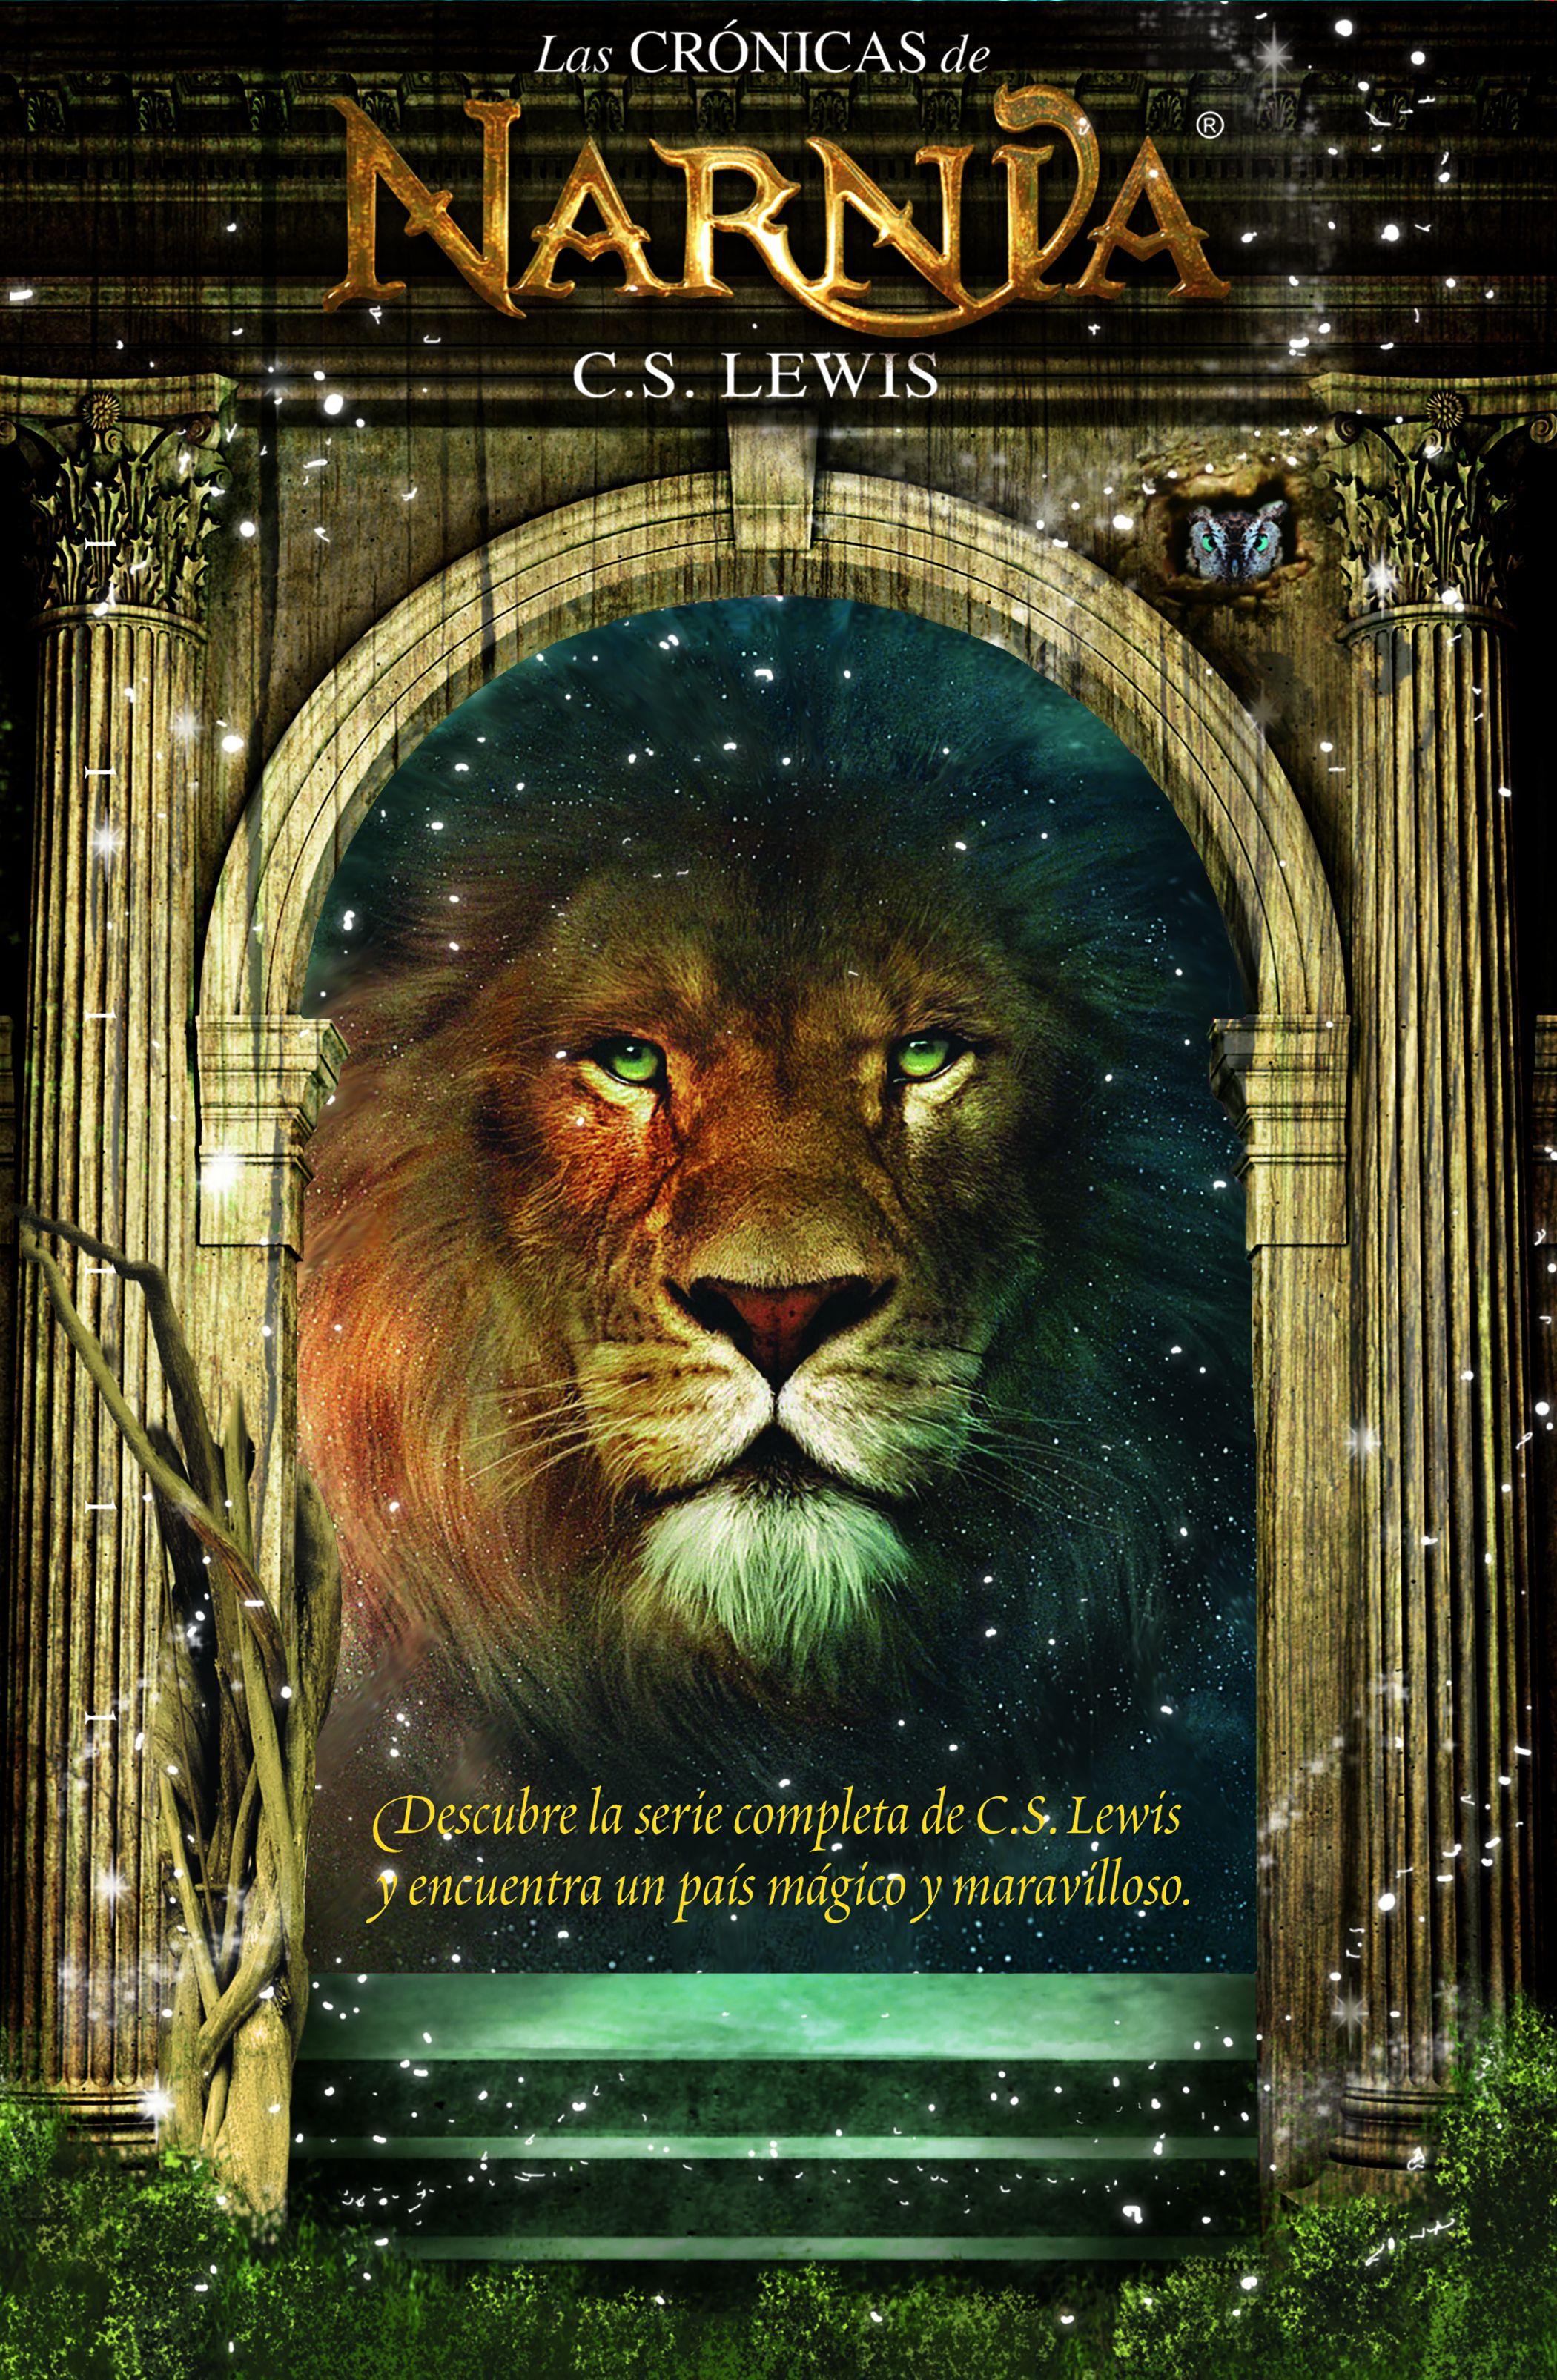 Las CRÓNICAS de
NARNIA®
C.S. LEWIS
Descubre la serie completa de C.S. Lewis
y encuentra un país mágico y maravilloso.